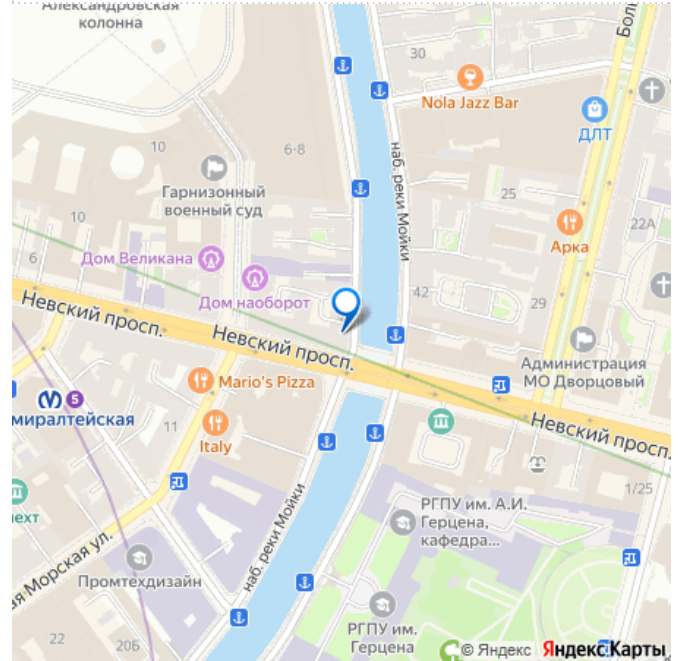 Александровская
колонна
30
Nola Jazz Bar
ДЛТ
10
6-8
Гарнизонный
военный суд
наб. реки Мойки
25
22А
Арка
10
6
Дом Великана
Дом наоборот
42
29
Невский просп.
Невский просп.
Администрация
МО Дворцовый
Mario's Pizza
5
миралтейская
11
Italy
Невский просп.
1/25
РГПУ им. А.И.
Герцена,
кафедра...
наб. реки Мойки
Промтехдизайн
22
20Б
РГПУ им.
Герцена
© Яндекс Яндекс Карты